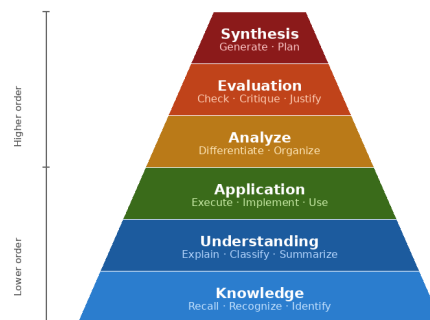 Synthesis
Generate · Plan
Evaluation
Check · Critique · Justify
Analyze
Differentiate · Organize
Application
Execute · Implement · Use
Understanding
Explain · Classify · Summarize
Knowledge
Recall · Recognize · Identify
Higher order
Lower order